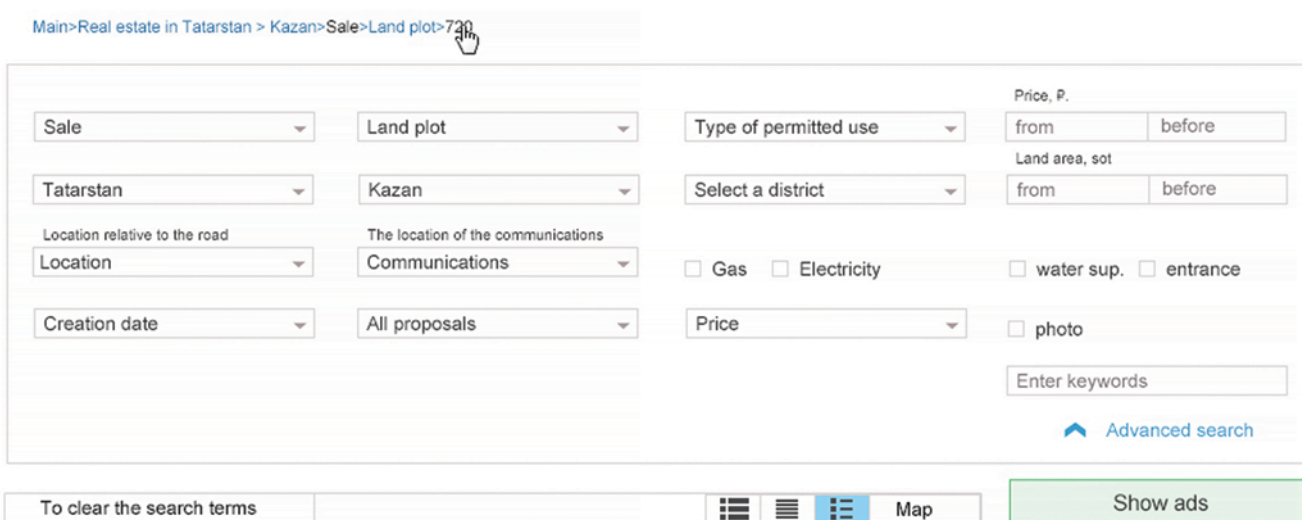 Main>Real estate in Tatarstan > Kazan>Sale>Land plot>720
Price, ₽.
Sale Land plot Type of permitted use from before
Land area, sot
Tatarstan Kazan Select a district from before
Location relative to the road The location of the communications
Location Communications Gas Electricity water sup. entrance
Creation date All proposals Price photo
Enter keywords
Advanced search
To clear the search terms Map Show ads